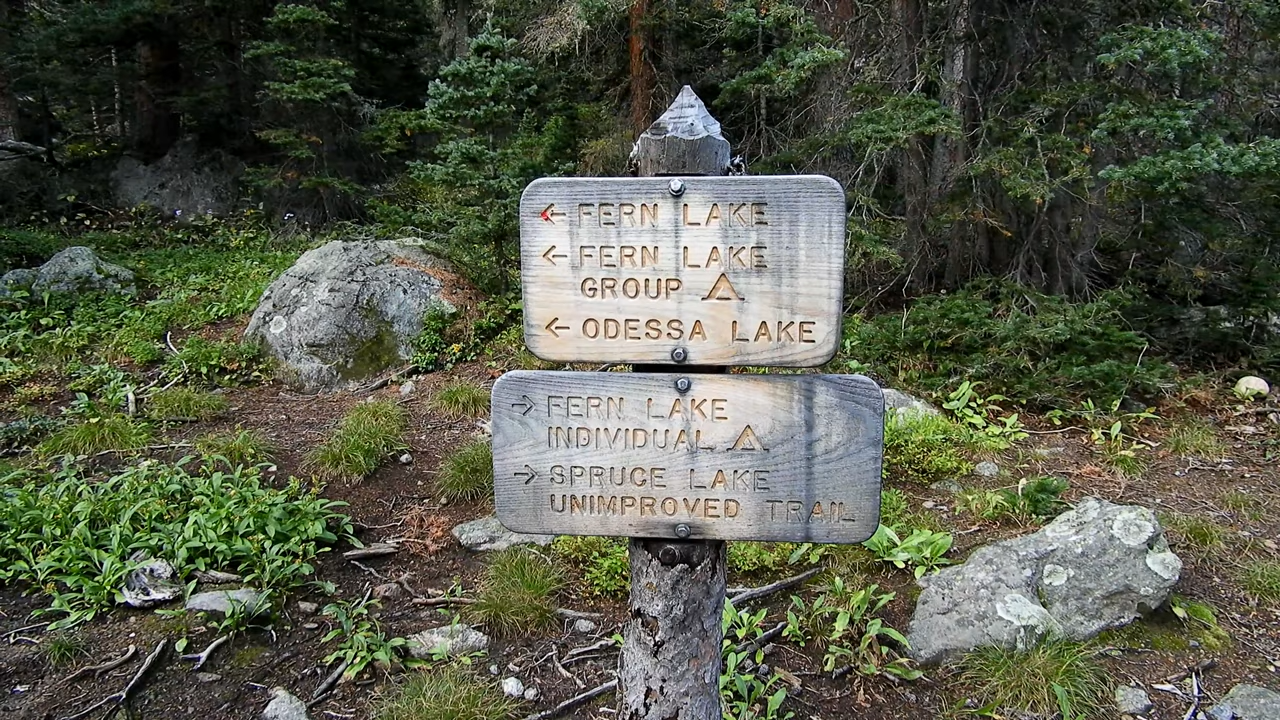 ← FERN LAKE
← FERN LAKE
GROUP
← ODESSA LAKE
→ FERN LAKE
INDIVIDUAL
→ SPRUCE LAKE
UNIMPROVED TRAIL